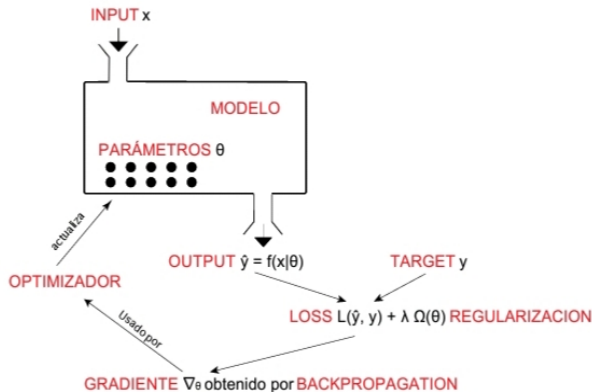 INPUT x
MODELO
PARÁMETROS θ
actualiza
OUTPUT ŷ = f(x|θ)
TARGET y
OPTIMIZADOR
LOSS L(ŷ, y) + λ Ω(θ) REGULARIZACION
Usado por
GRADIENTE ∇θ obtenido por BACKPROPAGATION